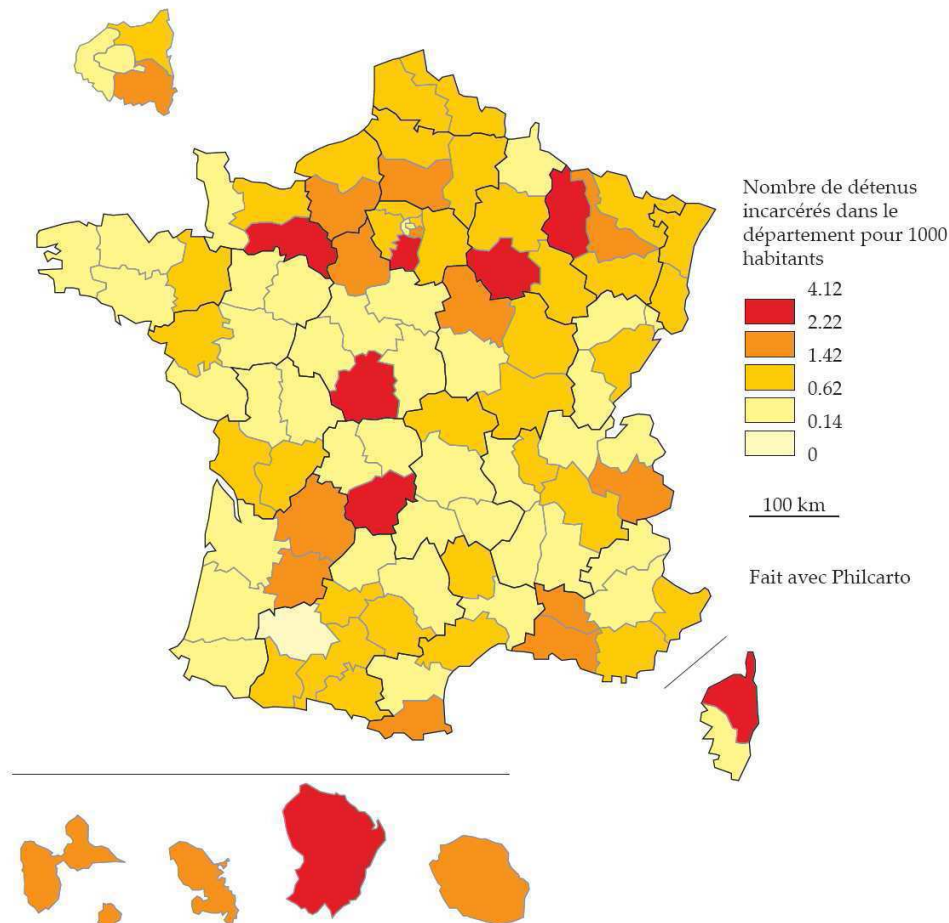 Nombre de détenus
incarcérés dans le
département pour 1000
habitants
4.12
2.22
1.42
0.62
0.14
0
100 km
Fait avec Philcarto